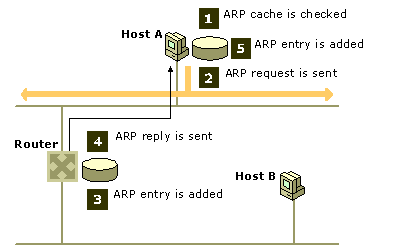 1 ARP cache is checked
Host A
5 ARP entry is added
2 ARP request is sent
4 ARP reply is sent
Router
3 ARP entry is added
Host B